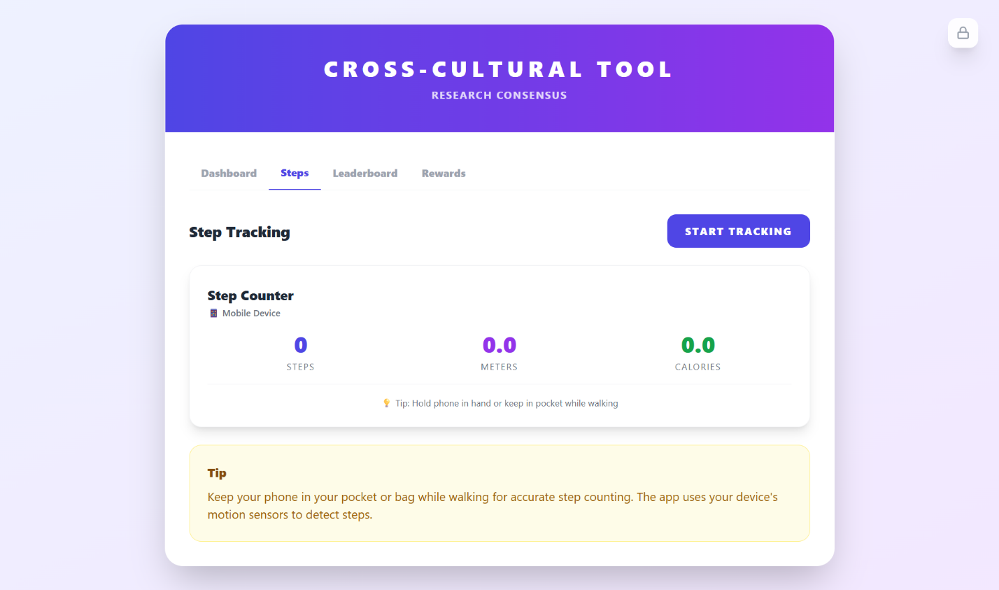 CROSS-CULTURAL TOOL
RESEARCH CONSENSUS
Dashboard Steps Leaderboard Rewards
Step Tracking
START TRACKING
Step Counter
Mobile Device
0 0.0 0.0
STEPS METERS CALORIES
Tip: Hold phone in hand or keep in pocket while walking
Tip
Keep your phone in your pocket or bag while walking for accurate step counting. The app uses your device's
motion sensors to detect steps.